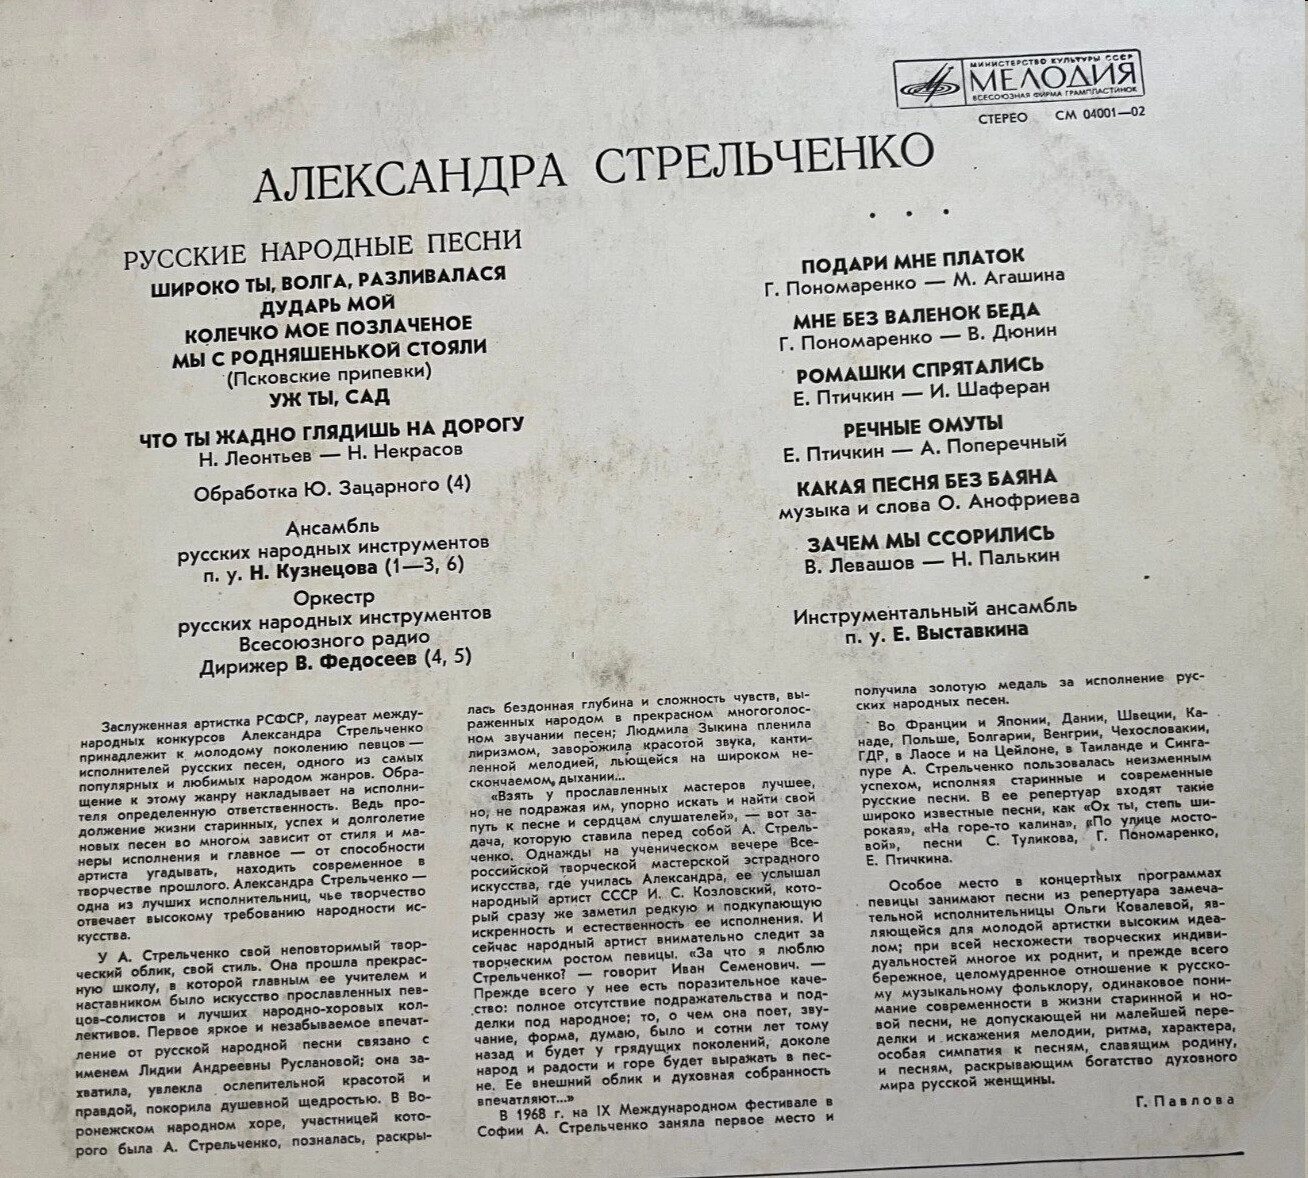 МИНИСТЕРСТВО КУЛЬТУРЫ СССР
МЕЛОДИЯ
ВСЕСОЮЗНАЯ ФИРМА ГРАМПЛАСТИНОК
СТЕРЕО СМ 04001—02
АЛЕКСАНДРА СТРЕЛЬЧЕНКО
РУССКИЕ НАРОДНЫЕ ПЕСНИ
ШИРОКО ТЫ, ВОЛГА, РАЗЛИВАЛАСЯ
ДУДАРЬ МОЙ
КОЛЕЧКО МОЕ ПОЗЛАЧЕНОЕ
МЫ С РОДНЯШЕНЬКОЙ СТОЯЛИ
(Псковские припевки)
УЖ ТЫ, САД
ЧТО ТЫ ЖАДНО ГЛЯДИШЬ НА ДОРОГУ
Н. Леонтьев — Н. Некрасов
Обработка Ю. Зацарного (4)
Ансамбль
русских народных инструментов
п. у. Н. Кузнецова (1—3, 6)
Оркестр
русских народных инструментов
Всесоюзного радио
Дирижер В. Федосеев (4, 5)
. . .
ПОДАРИ МНЕ ПЛАТОК
Г. Пономаренко — М. Агашина
МНЕ БЕЗ ВАЛЕНОК БЕДА
Г. Пономаренко — В. Дюнин
РОМАШКИ СПРЯТАЛИСЬ
Е. Птичкин — И. Шаферан
РЕЧНЫЕ ОМУТЫ
Е. Птичкин — А. Поперечный
КАКАЯ ПЕСНЯ БЕЗ БАЯНА
музыка и слова О. Анофриева
ЗАЧЕМ МЫ ССОРИЛИСЬ
В. Левашов — Н. Палькин
Инструментальный ансамбль
п. у. Е. Выставкина
Заслуженная артистка РСФСР, лауреат между-
народных конкурсов Александра Стрельченко
принадлежит к молодому поколению певцов —
исполнителей русских песен, одного из самых
популярных и любимых народом жанров. Обра-
щение к этому жанру накладывает на исполни-
теля определенную ответственность. Ведь про-
должение жизни старинных, успех и долголетие
новых песен во многом зависит от стиля и ма-
неры исполнения и главное — от способности
артиста угадывать, находить современное в
творчестве прошлого. Александра Стрельченко —
одна из лучших исполнительниц, чье творчество
отвечает высокому требованию народности ис-
кусства.
У А. Стрельченко свой неповторимый твор-
ческий облик, свой стиль. Она прошла прекрас-
ную школу, в которой главным ее учителем и
наставником было искусство прославленных пев-
цов-солистов и лучших народно-хоровых кол-
лективов. Первое яркое и незабываемое впечат-
ление от русской народной песни связано с
именем Лидии Андреевны Руслановой; она за-
хватила, увлекла ослепительной красотой и
правдой, покорила душевной щедростью. В Во-
ронежском народном хоре, участницей кото-
рого была А. Стрельченко, позналась, раскры-
лась бездонная глубина и сложность чувств, вы-
раженных народом в прекрасном многоголос-
ном звучании песен; Людмила Зыкина пленила
лиризмом, заворожила красотой звука, канти-
ленной мелодией, льющейся на широком не-
скончаемом дыхании...
«Взять у прославленных мастеров лучшее,
но, не подражая им, упорно искать и найти свой
путь к песне и сердцам слушателей», — вот за-
дача, которую ставила перед собой А. Стрель-
ченко. Однажды на ученическом вечере Все-
российской творческой мастерской эстрадного
искусства, где училась Александра, ее услышал
народный артист СССР И. С. Козловский, кото-
рый сразу же заметил редкую и подкупающую
искренность и естественность ее исполнения. И
сейчас народный артист внимательно следит за
творческим ростом певицы. «За что я люблю
Стрельченко? — говорит Иван Семенович. —
Прежде всего у нее есть поразительное каче-
ство: полное отсутствие подражательства и под-
делки под народное; то, о чем она поет, зву-
чание, форма, думаю, было и сотни лет тому
назад и будет у грядущих поколений, доколе
народ и радости и горе будет выражать в пес-
не. Ее внешний облик и духовная собранность
впечатляют...»
В 1968 г. на IX Международном фестивале в
Софии А. Стрельченко заняла первое место и
получила золотую медаль за исполнение рус-
ских народных песен.
Во Франции и Японии, Дании, Швеции, Ка-
наде, Польше, Болгарии, Венгрии, Чехословакии,
ГДР, в Лаосе и на Цейлоне, в Таиланде и Синга-
пуре А. Стрельченко пользовалась неизменным
успехом, исполняя старинные и современные
русские песни. В ее репертуар входят такие
широко известные песни, как «Ох ты, степь ши-
рокая», «На горе-то калина», «По улице мосто-
вой», песни С. Туликова, Г. Пономаренко,
Е. Птичкина.
Особое место в концертных программах
певицы занимают песни из репертуара замеча-
тельной исполнительницы Ольги Ковалевой, яв-
ляющейся для молодой артистки высоким идеа-
лом; при всей несхожести творческих индиви-
дуальностей многое их роднит, и прежде всего
бережное, целомудренное отношение к русско-
му музыкальному фольклору, одинаковое пони-
мание современности в жизни старинной и но-
вой песни, не допускающей ни малейшей пере-
делки и искажения мелодии, ритма, характера,
особая симпатия к песням, славящим родину,
и песням, раскрывающим богатство духовного
мира русской женщины.
Г. Павлова